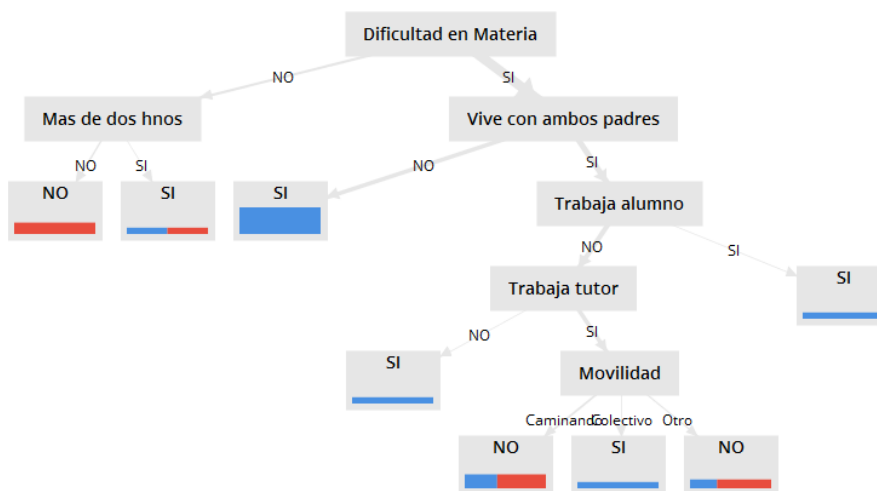 Dificultad en Materia
NO
SI
Mas de dos hnos
Vive con ambos padres
NO
SI
NO
SI
NO
SI
SI
Trabaja alumno
NO
SI
Trabaja tutor
SI
NO
SI
SI
Movilidad
Caminando
Colectivo
Otro
NO
SI
NO